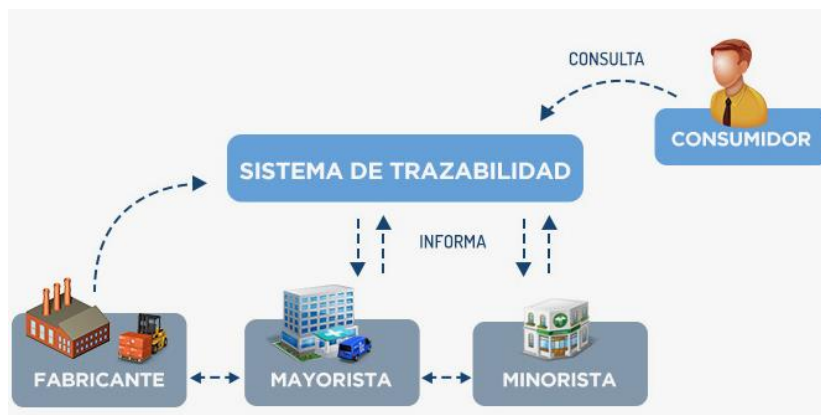 CONSULTA
CONSUMIDOR
SISTEMA DE TRAZABILIDAD
INFORMA
FABRICANTE
MAYORISTA
MINORISTA